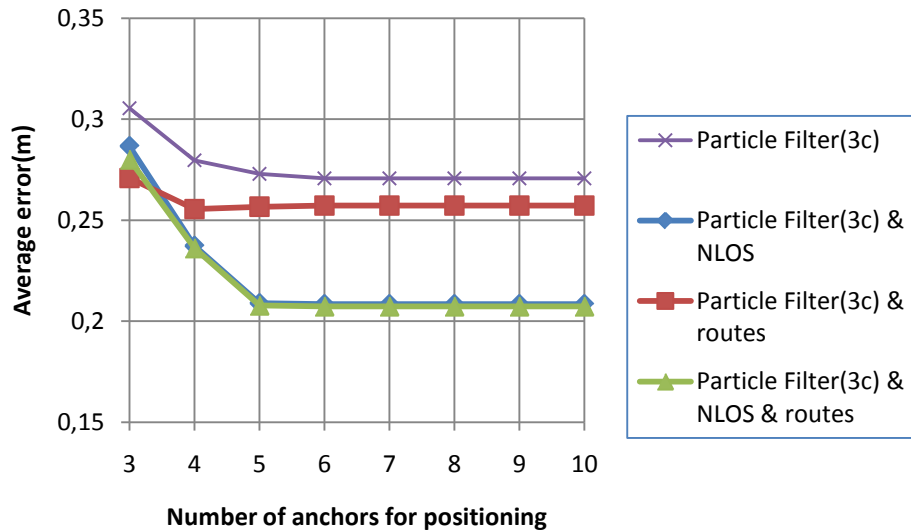 0,35
0,3
0,25
0,2
0,15
Average error(m)
3 4 5 6 7 8 9 10
Number of anchors for positioning
Particle Filter(3c)
Particle Filter(3c) &
NLOS
Particle Filter(3c) &
routes
Particle Filter(3c) &
NLOS & routes